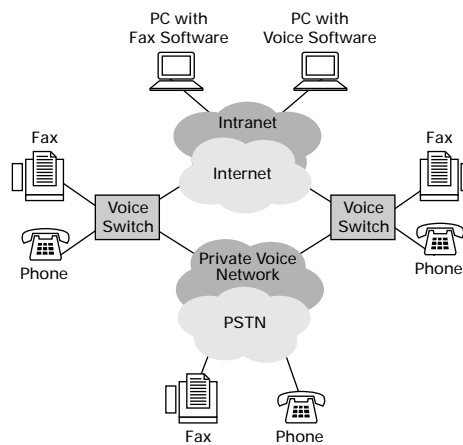 PC with
Fax Software
PC with
Voice Software
Intranet
Internet
Fax
Fax
Voice
Switch
Voice
Switch
Phone
Phone
Private Voice
Network
PSTN
Fax
Phone